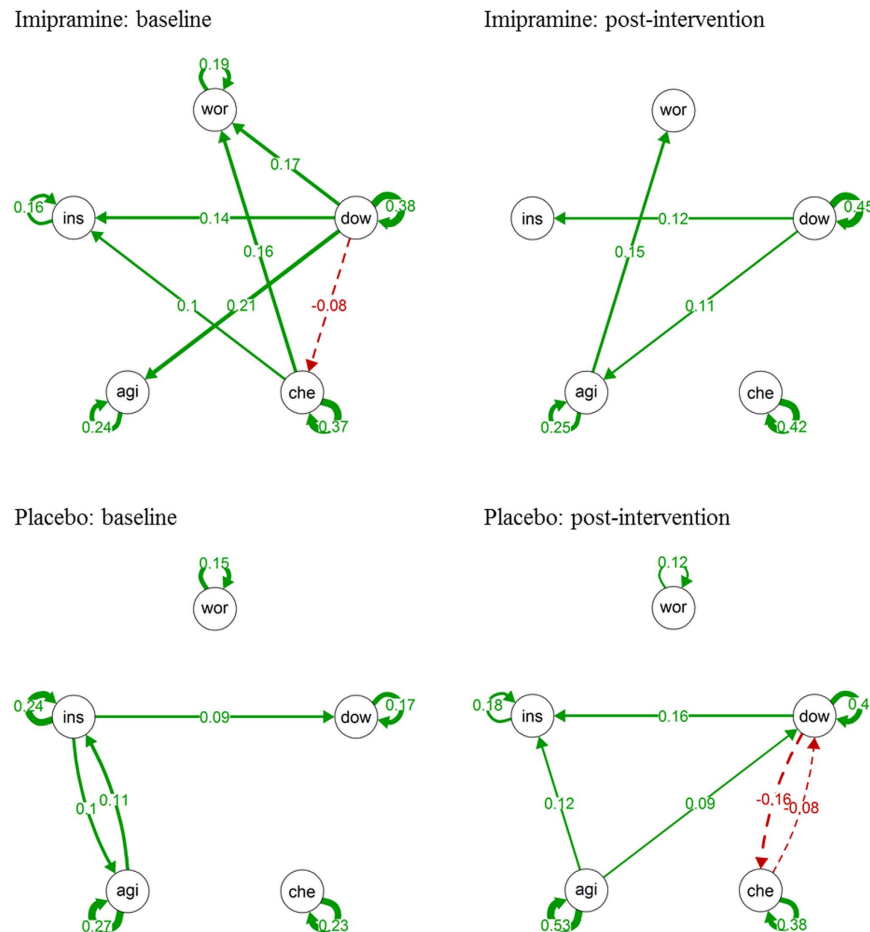 Imipramine: baseline
0.19
wor
0.17
0.16
ins
0.14
dow
0.38
0.16
0.1
0.21
-0.08
agi
che
0.24
0.37
Imipramine: post-intervention
wor
ins
0.12
dow
0.45
0.15
0.11
agi
che
0.25
0.42
Placebo: baseline
0.15
wor
0.24
ins
0.09
dow
0.17
0.1
0.11
agi
che
0.27
0.23
Placebo: post-intervention
0.12
wor
0.18
ins
0.16
dow
0.4
0.12
0.09
-0.16
-0.08
agi
che
0.53
0.38